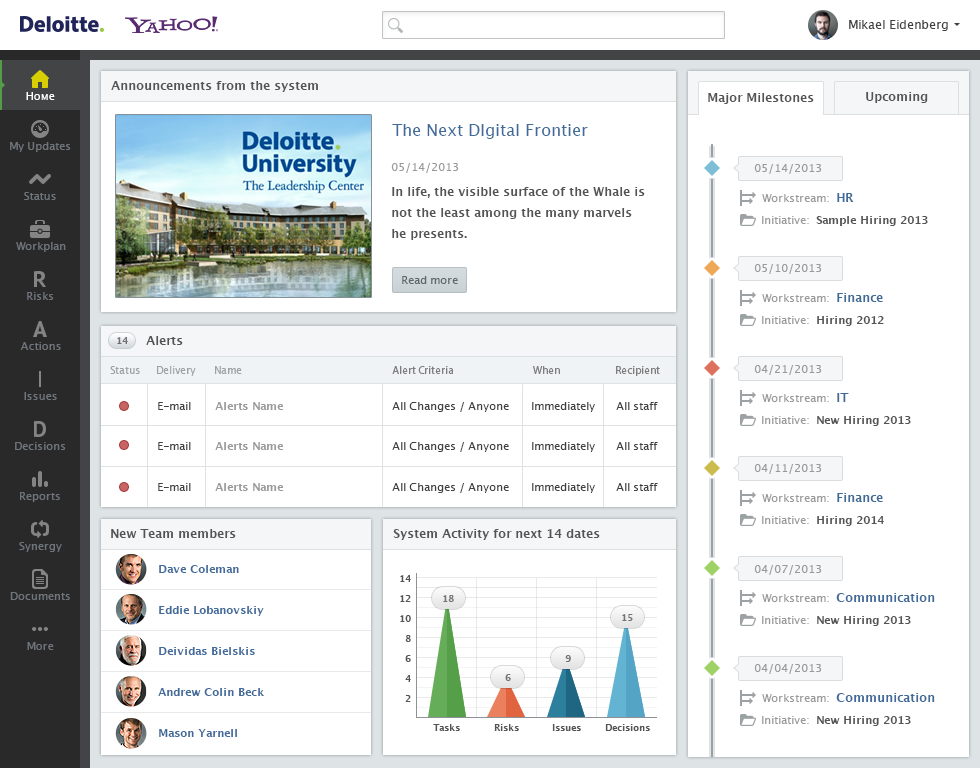 Deloitte.
YAHOO!
Mikael Eidenberg
Home
My Updates
Status
Workplan
R
Risks
A
Actions
Issues
D
Decisions
Reports
Synergy
Documents
More
Announcements from the system
Deloitte.
University
The Leadership Center
The Next DIgital Frontier
05/14/2013
In life, the visible surface of the Whale is
not the least among the many marvels
he presents.
Read more
14 Alerts
Status Delivery Name Alert Criteria When Recipient
E-mail Alerts Name All Changes / Anyone Immediately All staff
E-mail Alerts Name All Changes / Anyone Immediately All staff
E-mail Alerts Name All Changes / Anyone Immediately All staff
New Team members
Dave Coleman
Eddie Lobanovskiy
Deividas Bielskis
Andrew Colin Beck
Mason Yarnell
System Activity for next 14 dates
14
12
10
8
6
4
2
18
6
9
15
Tasks Risks Issues Decisions
Major Milestones Upcoming
05/14/2013
Workstream: HR
Initiative: Sample Hiring 2013
05/10/2013
Workstream: Finance
Initiative: Hiring 2012
04/21/2013
Workstream: IT
Initiative: New Hiring 2013
04/11/2013
Workstream: Finance
Initiative: Hiring 2014
04/07/2013
Workstream: Communication
Initiative: New Hiring 2013
04/04/2013
Workstream: Communication
Initiative: New Hiring 2013